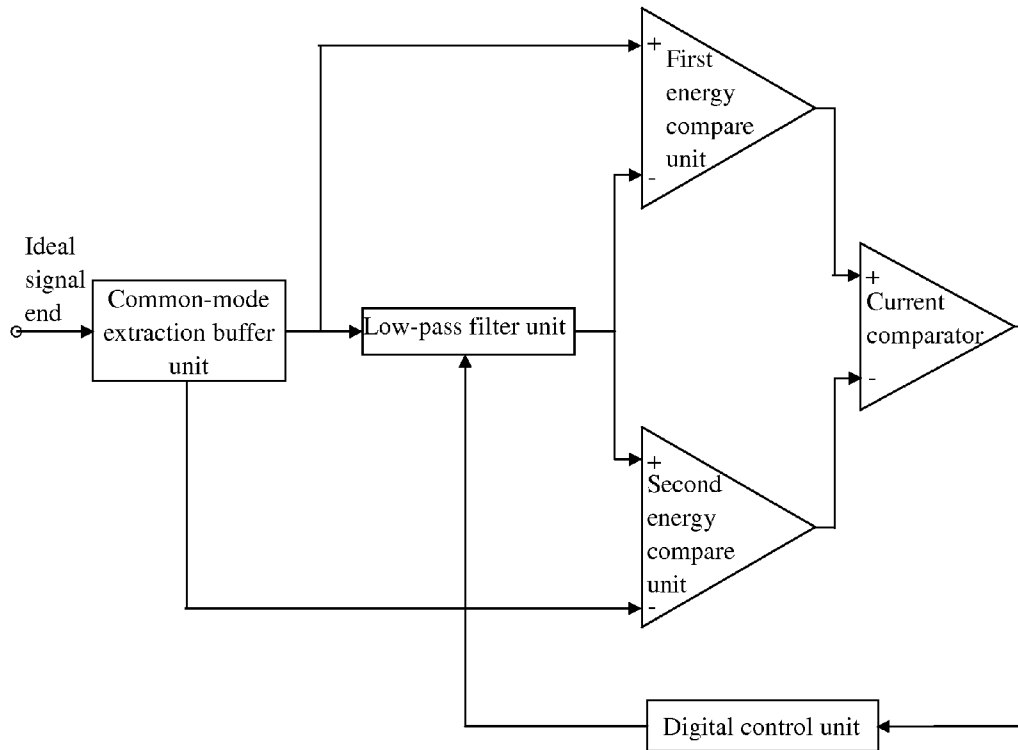 +
First
energy
compare
unit
-
Ideal
signal
end
Common-mode
extraction buffer
unit
Low-pass filter unit
+
Current
comparator
-
+
Second
energy
compare
unit
-
Digital control unit